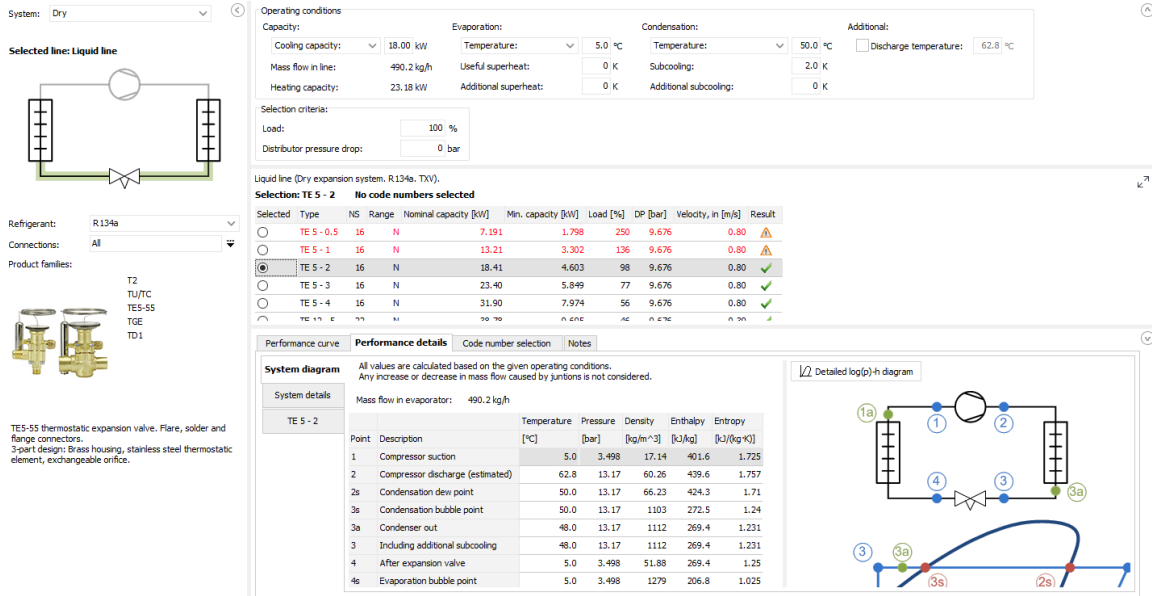 System: Dry
Selected line: Liquid line
Refrigerant: R134a
Connections: All
Product families:
T2
TU/TC
TE5-55
TGE
TD1
TE5-55 thermostatic expansion valve. Flare, solder and
flange connectors.
3-part design: Brass housing, stainless steel thermostatic
element, exchangeable orifice.
Operating conditions
Capacity: Evaporation: Condensation: Additional:
Cooling capacity: 18.00 kW Temperature: 5.0 °C Temperature: 50.0 °C Discharge temperature: 62.8 °C
Mass flow in line: 490.2 kg/h Useful superheat: 0 K Subcooling: 2.0 K
Heating capacity: 23.18 kW Additional superheat: 0 K Additional subcooling: 0 K
Selection criteria:
Load: 100 %
Distributor pressure drop: 0 bar
Liquid line (Dry expansion system. R134a. TXV).
Selection: TE 5 - 2 No code numbers selected
Selected Type NS Range Nominal capacity [kW] Min. capacity [kW] Load [%] DP [bar] Velocity, in [m/s] Result
TE 5 - 0.5 16 N 7.191 1.798 250 9.676 0.80
TE 5 - 1 16 N 13.21 3.302 136 9.676 0.80
TE 5 - 2 16 N 18.41 4.603 98 9.676 0.80
TE 5 - 3 16 N 23.40 5.849 77 9.676 0.80
TE 5 - 4 16 N 31.90 7.974 56 9.676 0.80
Performance curve Performance details Code number selection Notes
System diagram
System details
TE 5 - 2
All values are calculated based on the given operating conditions.
Any increase or decrease in mass flow caused by juntions is not considered.
Mass flow in evaporator: 490.2 kg/h
Temperature Pressure Density Enthalpy Entropy
Point Description [°C] [bar] [kg/m^3] [kJ/kg] [kJ/(kg·K)]
1 Compressor suction 5.0 3.498 17.14 401.6 1.725
2 Compressor discharge (estimated) 62.8 13.17 60.26 439.6 1.757
2s Condensation dew point 50.0 13.17 66.23 424.3 1.71
3s Condensation bubble point 50.0 13.17 1103 272.5 1.24
3a Condenser out 48.0 13.17 1112 269.4 1.231
3 Including additional subcooling 48.0 13.17 1112 269.4 1.231
4 After expansion valve 5.0 3.498 51.88 269.4 1.25
4s Evaporation bubble point 5.0 3.498 1279 206.8 1.025
Detailed log(p)-h diagram
1a
1 2
4 3
3a
3 3a
3s 2s